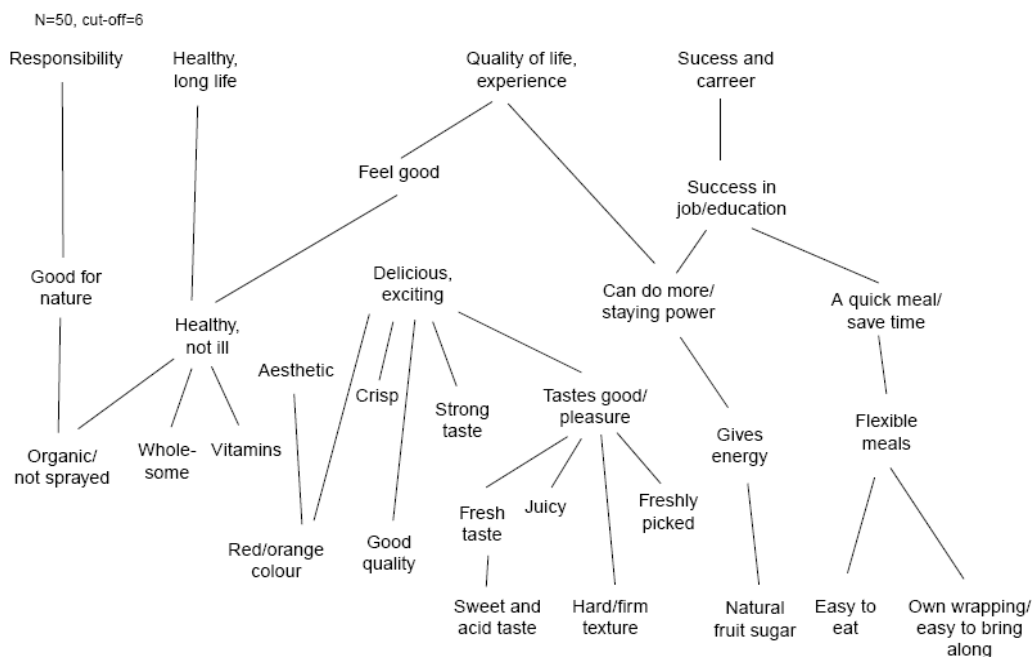 N=50, cut-off=6
Responsibility
Healthy,
long life
Quality of life,
experience
Sucess and
carreer
Feel good
Success in
job/education
Good for
nature
Delicious,
exciting
Can do more/
staying power
A quick meal/
save time
Healthy,
not ill
Aesthetic
Crisp
Strong
taste
Tastes good/
pleasure
Flexible
meals
Gives
energy
Organic/
not sprayed
Whole-
some
Vitamins
Fresh
taste
Juicy
Freshly
picked
Red/orange
colour
Good
quality
Sweet and
acid taste
Hard/firm
texture
Natural
fruit sugar
Easy to
eat
Own wrapping/
easy to bring
along